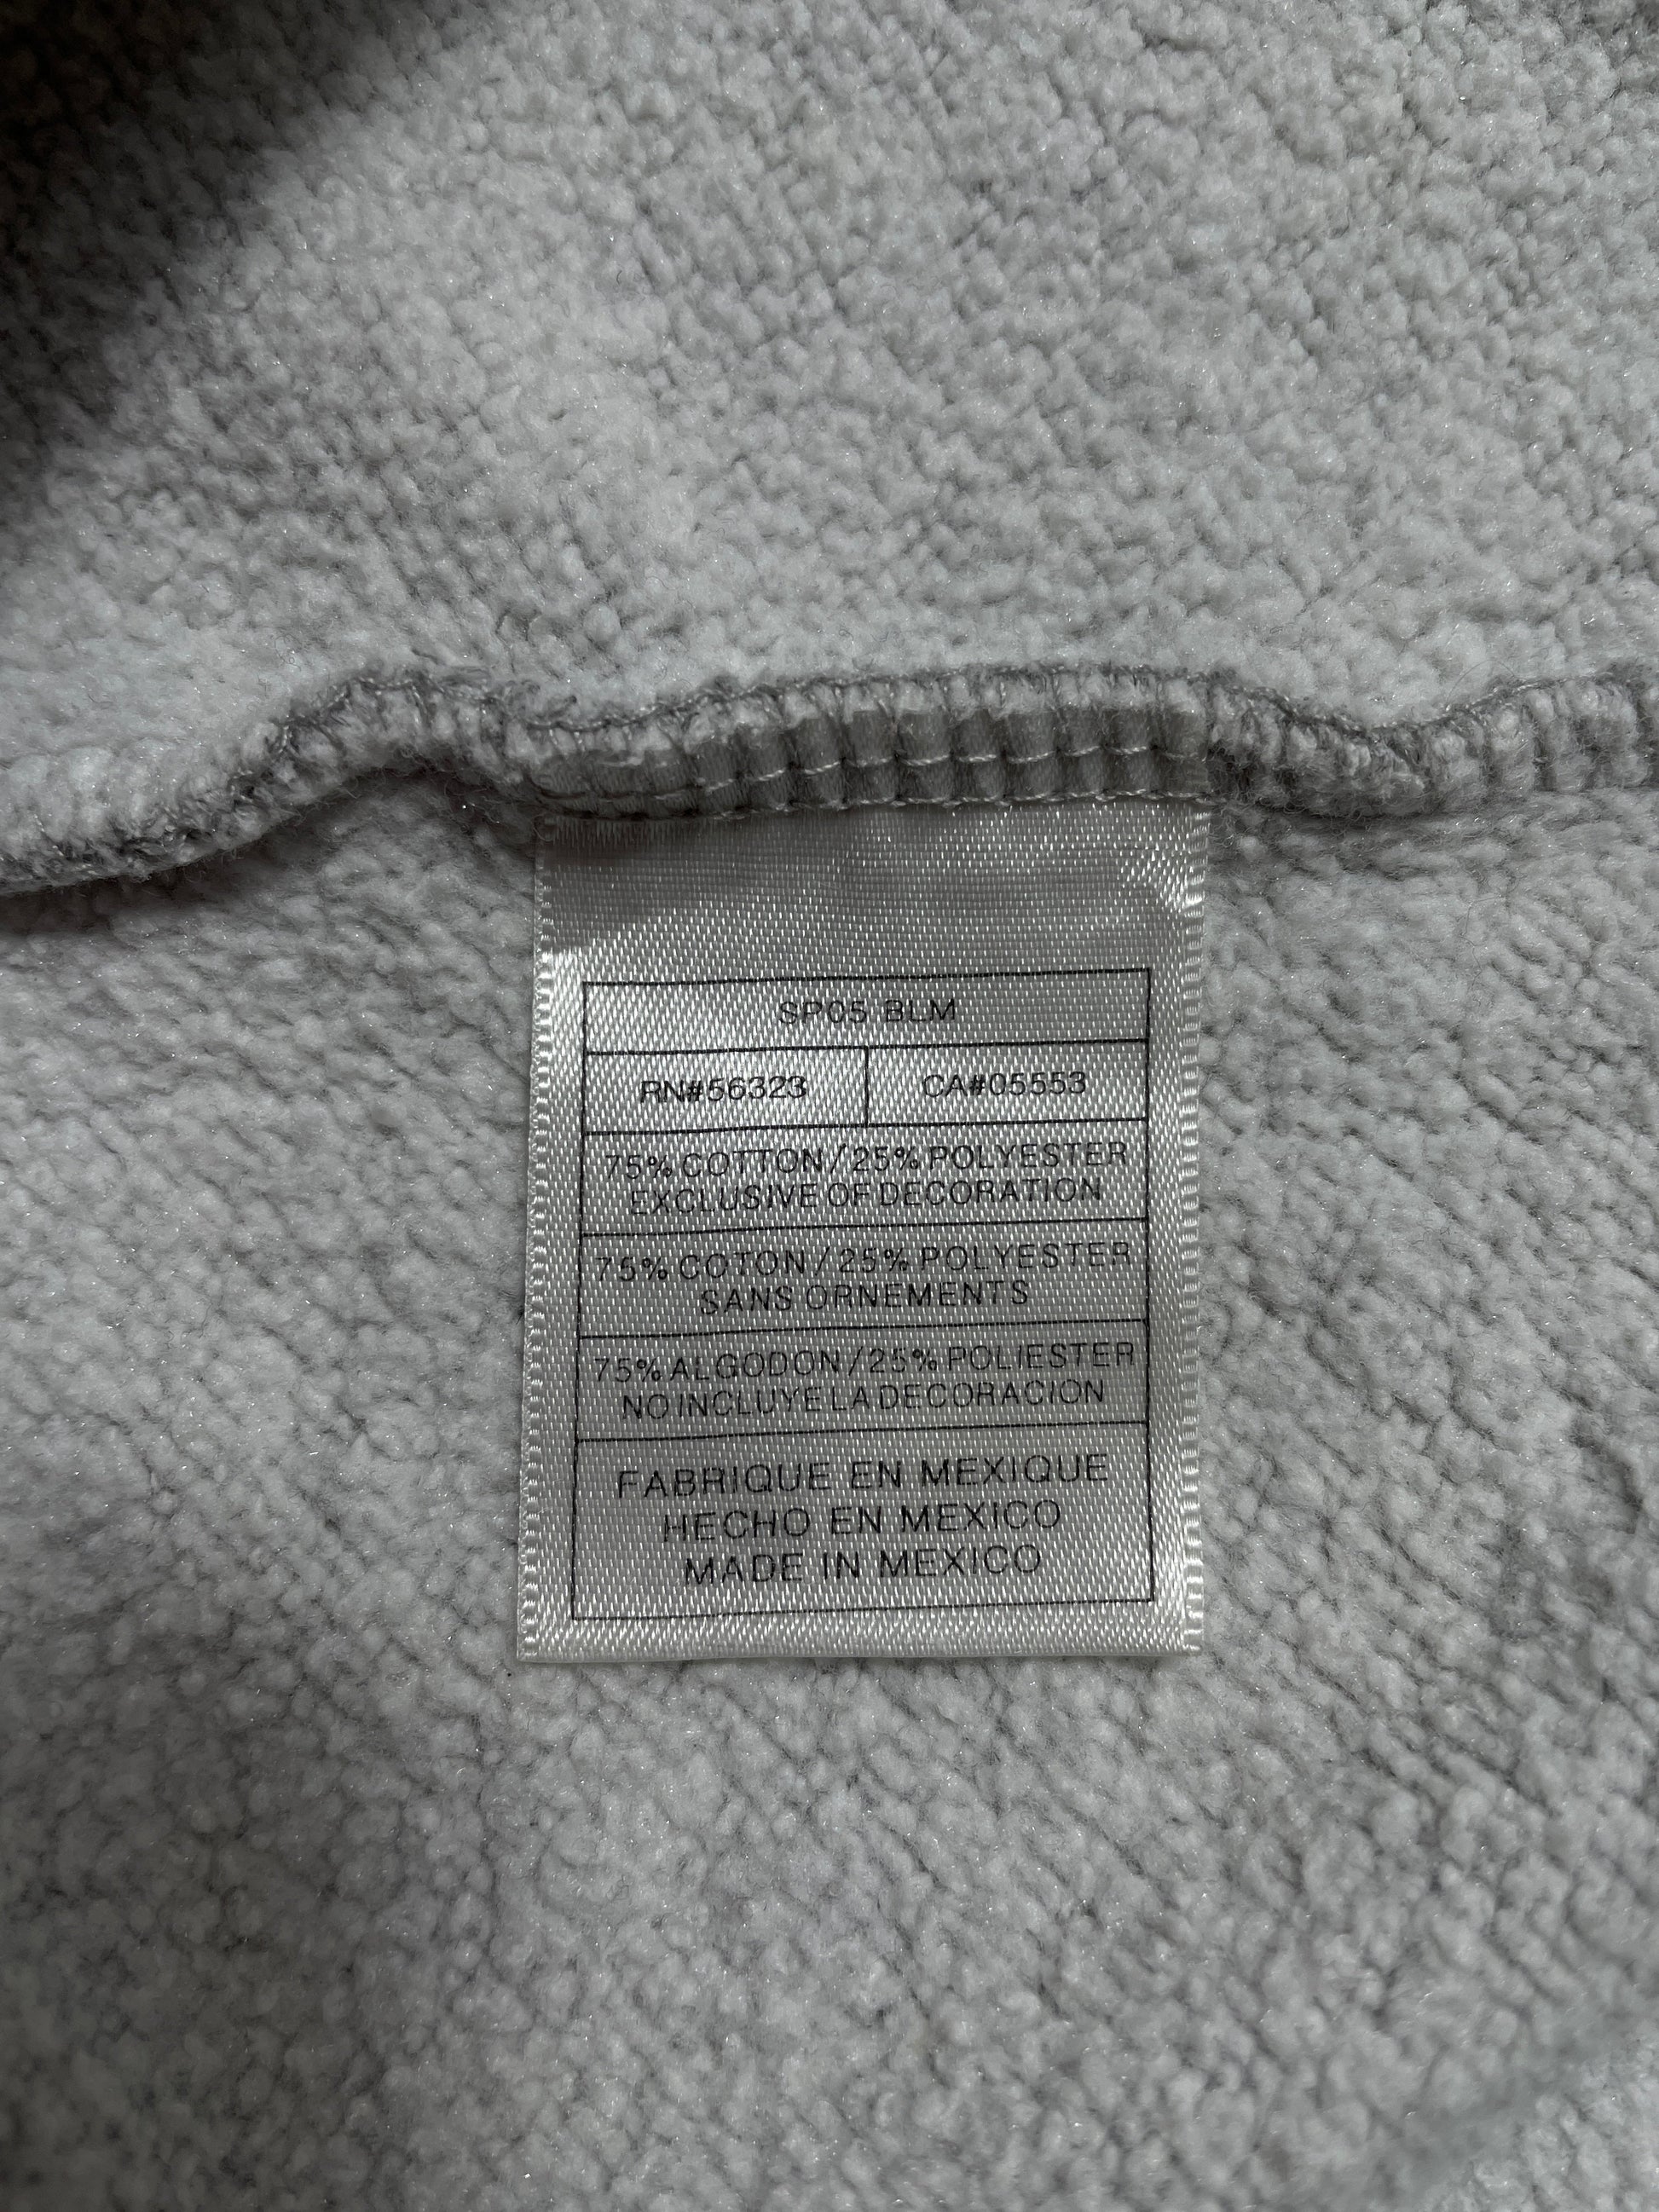 SP05 BLM
RN#56323
CA#05553
75% COTTON / 25% POLYESTER
EXCLUSIVE OF DECORATION
75% COTON / 25% POLYESTER
SANS ORNEMENTS
75% ALGODON / 25% POLIESTER
NO INCLUYE LA DECORACION
FABRIQUE EN MEXIQUE
HECHO EN MEXICO
MADE IN MEXICO